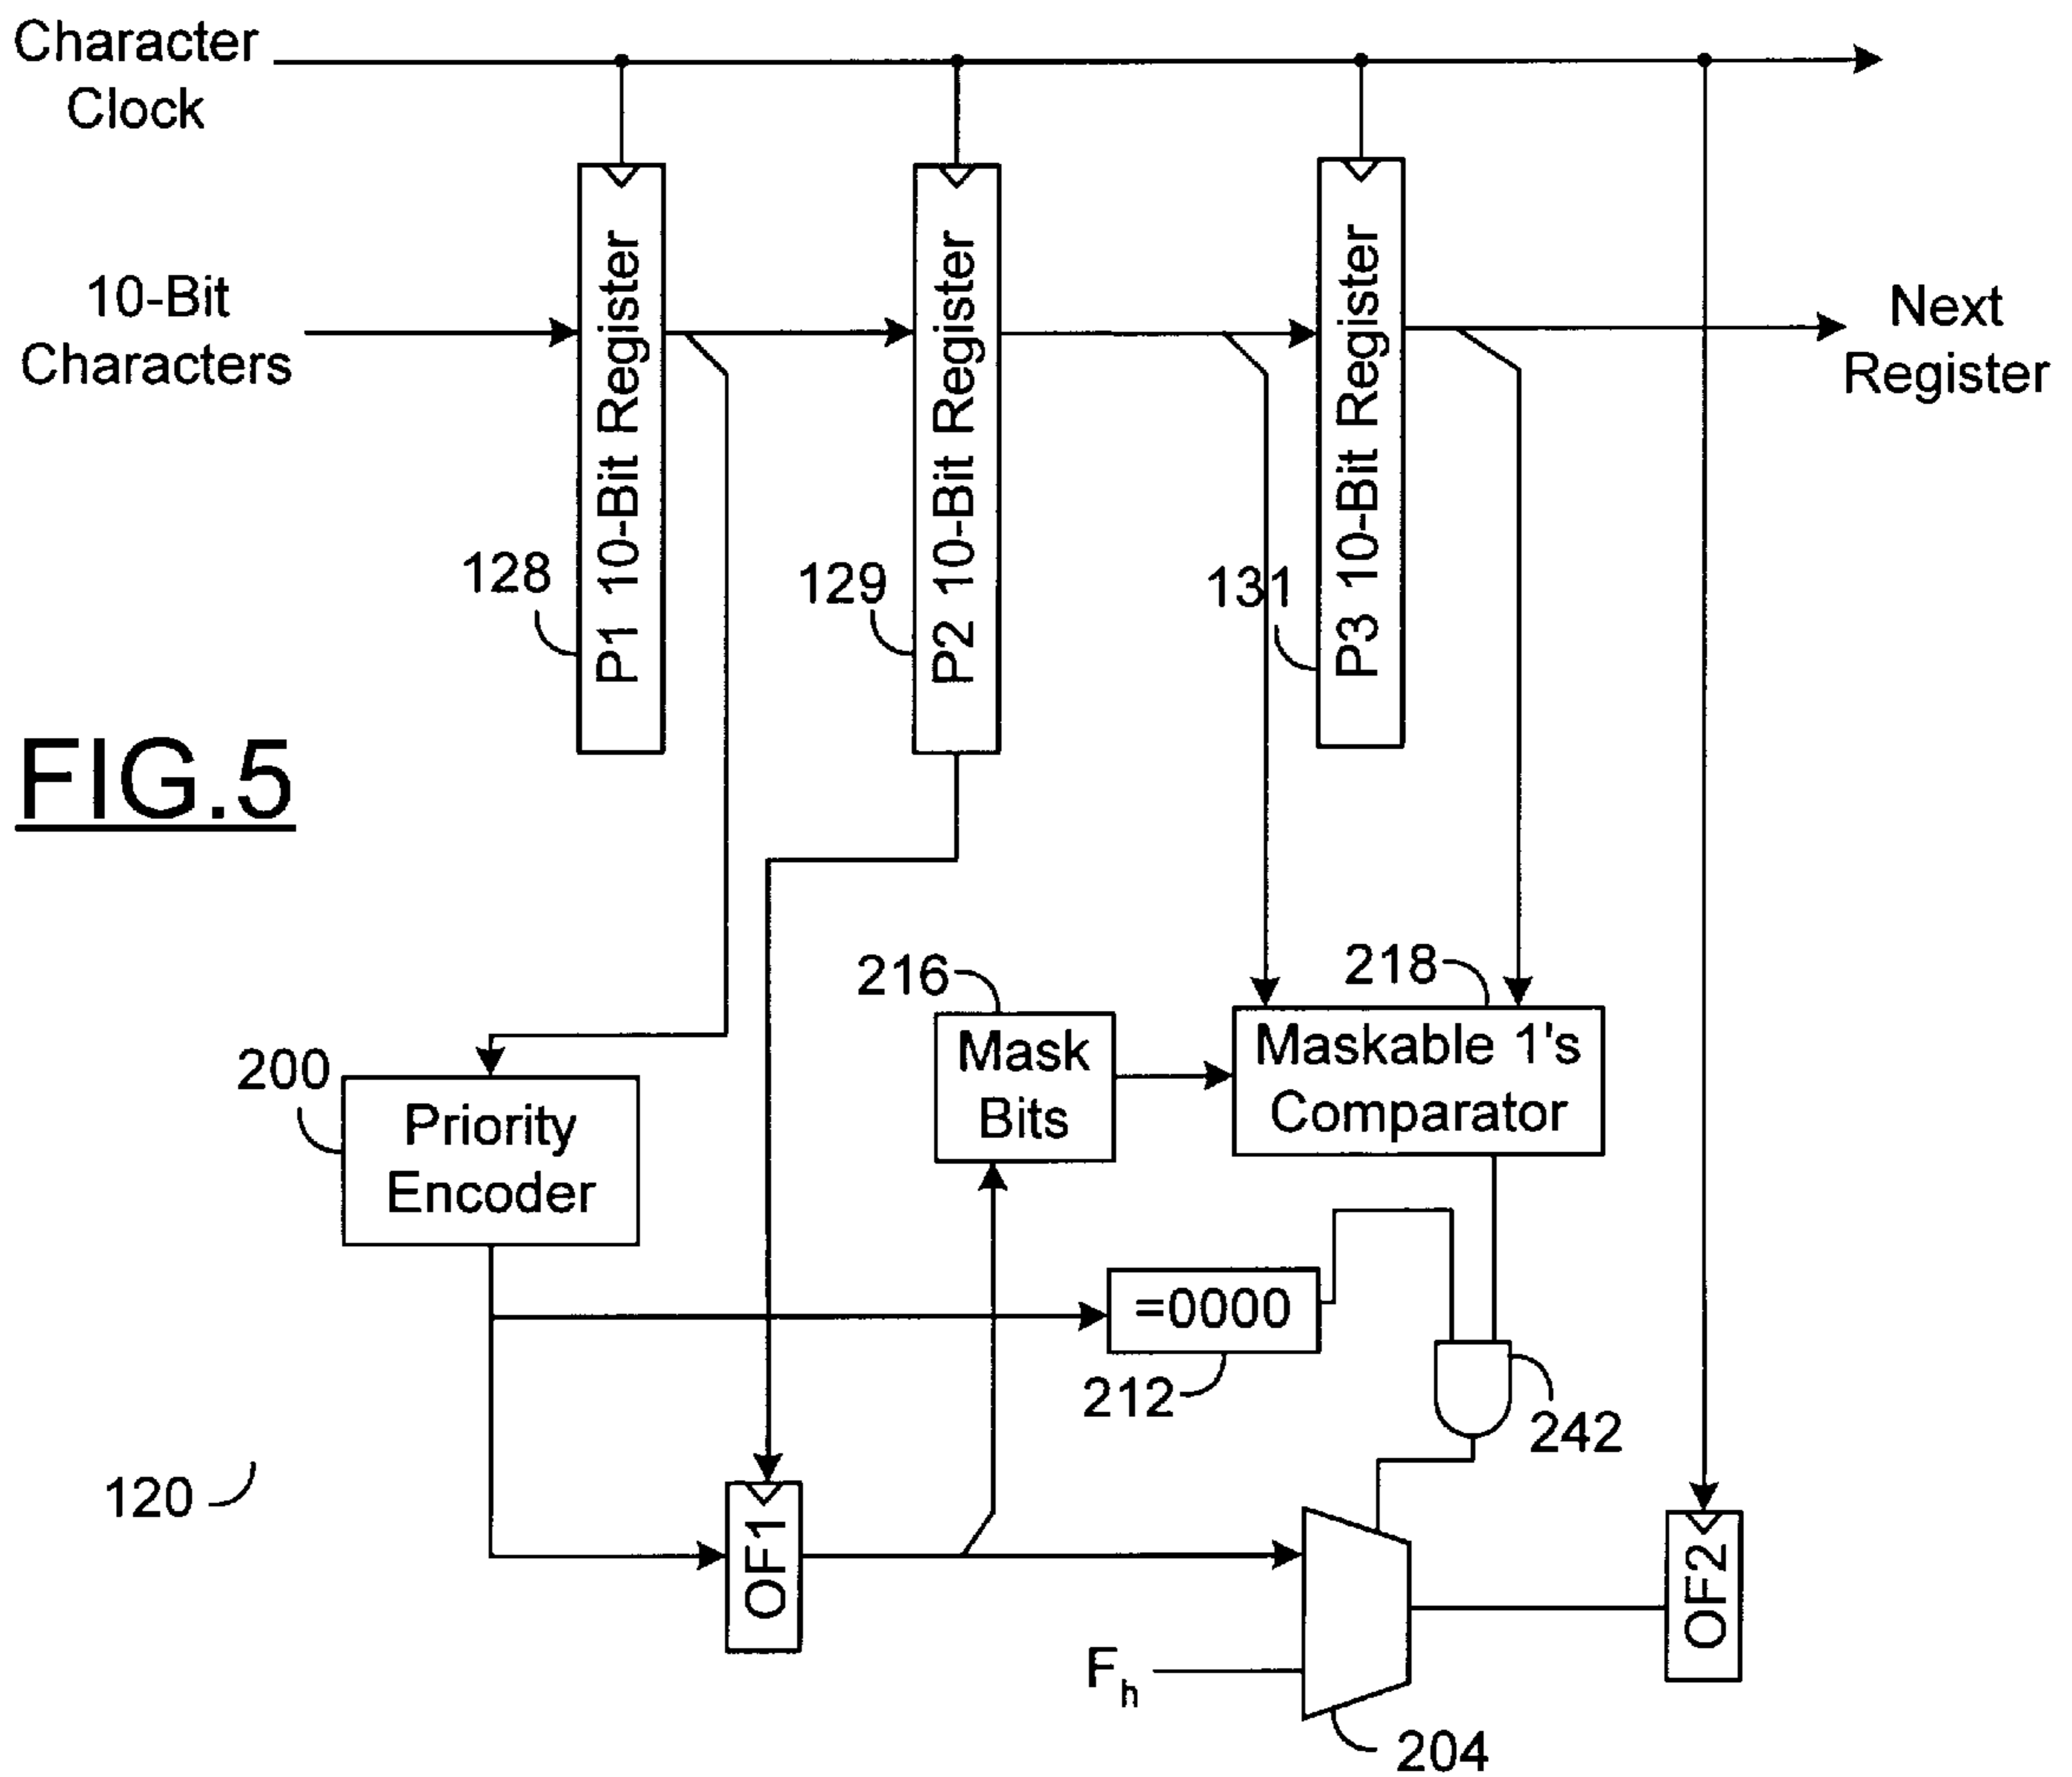 Character
Clock
10-Bit
Characters
P1 10-Bit Register
P2 10-Bit Register
P3 10-Bit Register
Next
Register
128
129
131
FIG.5
216
218
Mask
Bits
Maskable 1's
Comparator
200
Priority
Encoder
=0000
212
242
120
OF1
OF2
Fh
204